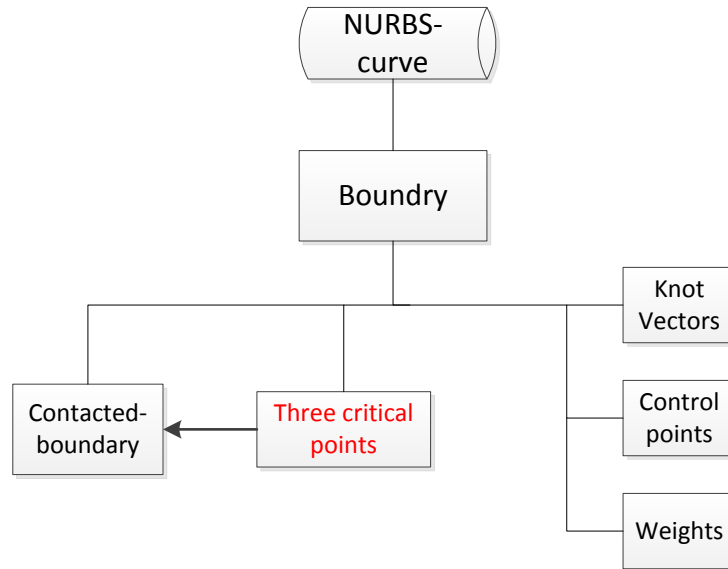 NURBS-
curve
Boundry
Knot
Vectors
Contacted-
boundary
Three critical
points
Control
points
Weights